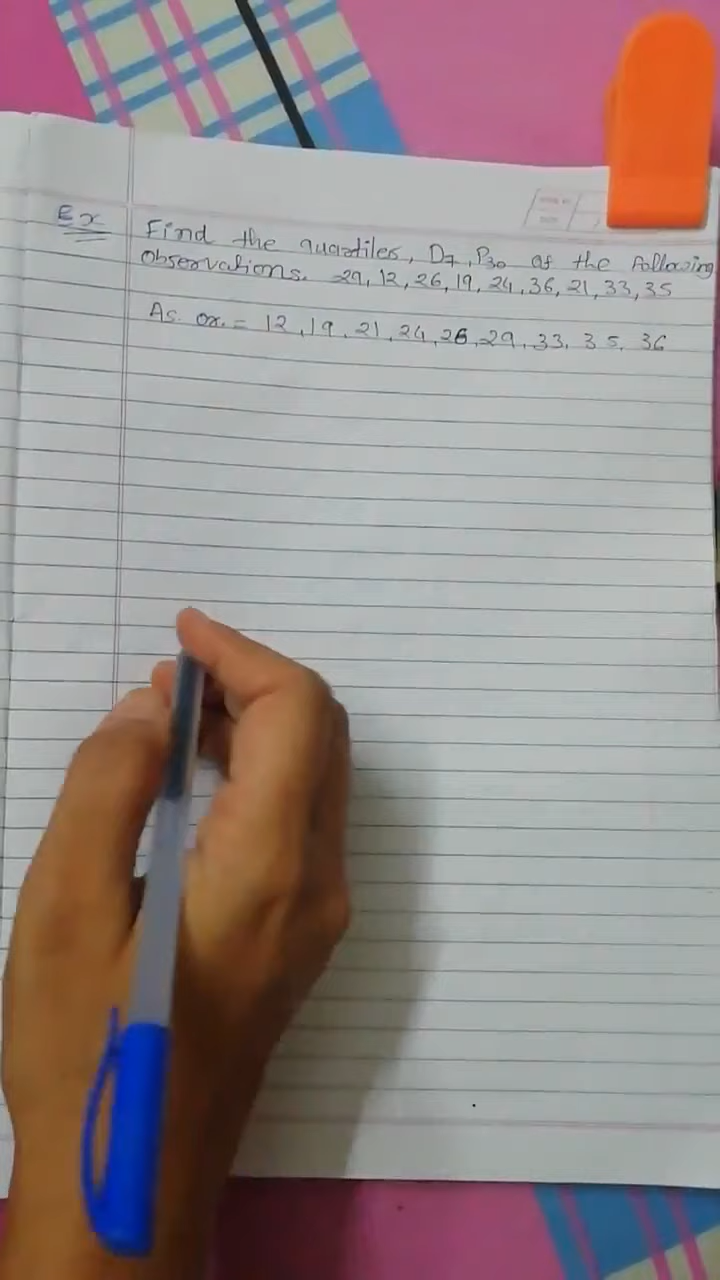 Ex Find the quartiles, D7, P30 of the following
observations. 29, 12, 26, 19, 24, 36, 21, 33, 35
As. or. = 12, 19, 21, 24, 26, 29, 33, 35, 36